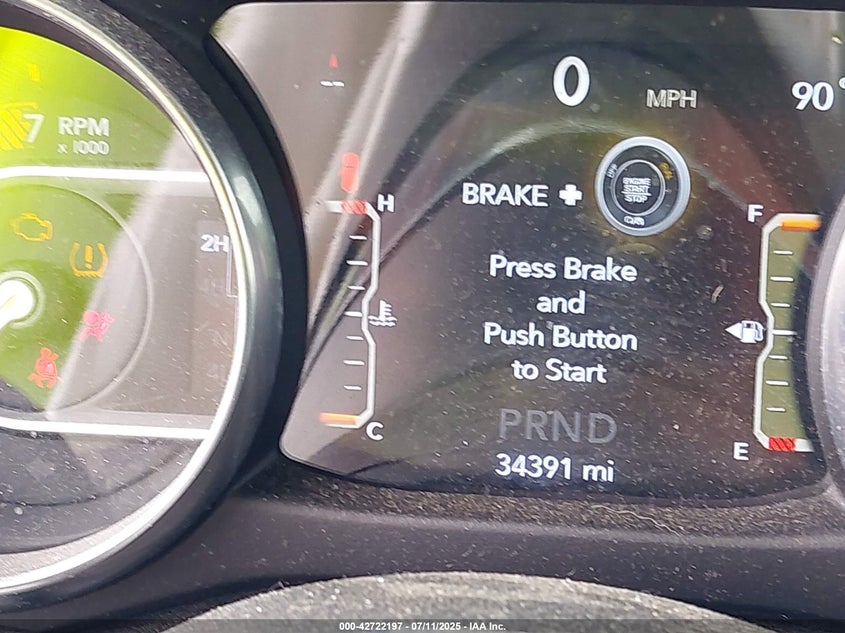 0 MPH 90°
7 RPM
x 1000
BRAKE + ENGINE START STOP
H
F
2H
Press Brake
and
Push Button
to Start
PRND
C
E
34391 mi
000-42722197 - 07/11/2025 - IAA Inc.